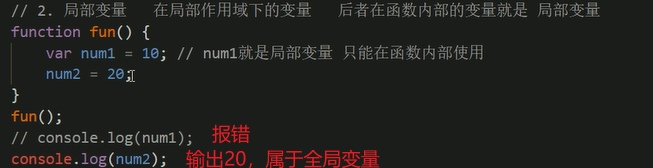 // 2. 局部变量   在局部作用域下的变量   后者在函数内部的变量就是 局部变量
function fun() {
    var num1 = 10; // num1就是局部变量 只能在函数内部使用
    num2 = 20;
}
fun();
// console.log(num1);   报错
console.log(num2);   输出20，属于全局变量